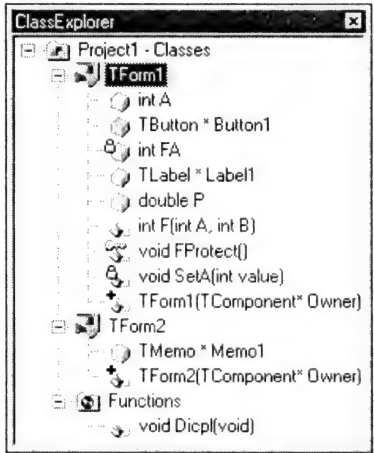 ClassExplorer
Project1 - Classes
TForm1
int A
TButton * Button1
int FA
TLabel * Label1
double P
int F(int A, int B)
void FProtect()
void SetA(int value)
TForm1(TComponent* Owner)
TForm2
TMemo * Memo1
TForm2(TComponent* Owner)
Functions
void Dicpl(void)